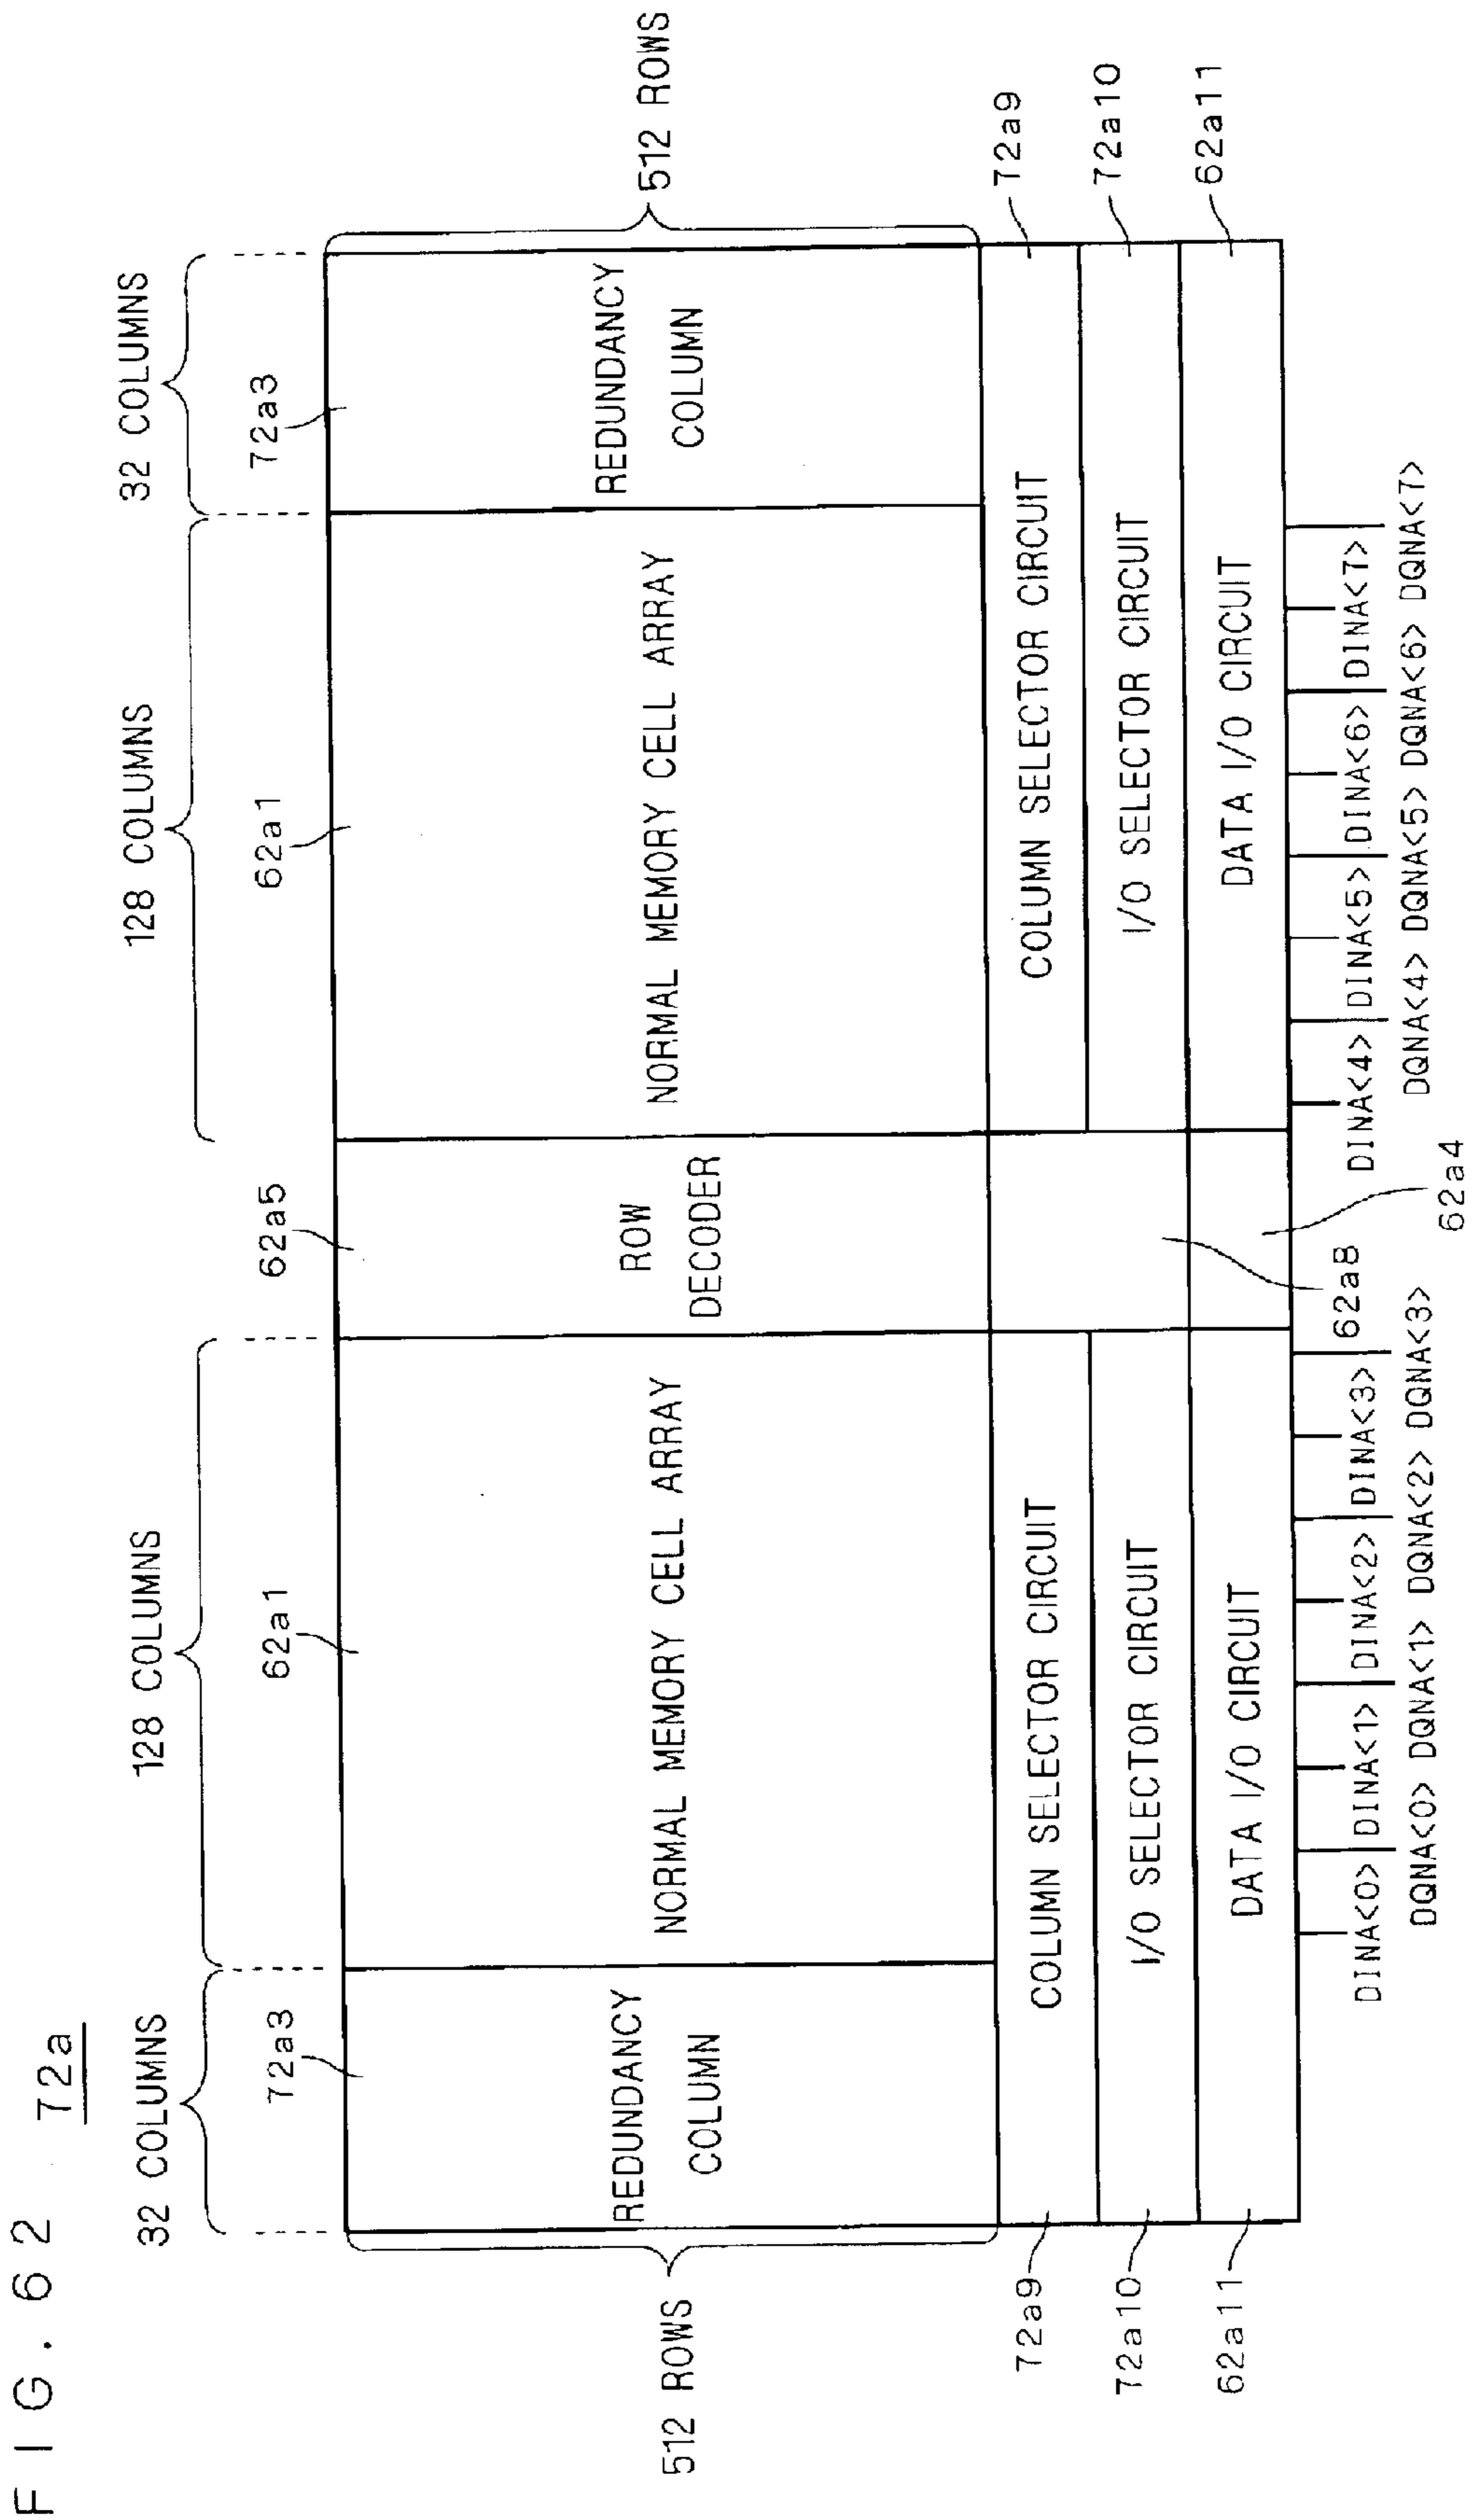 FIG. 62 72a
32 COLUMNS 128 COLUMNS 128 COLUMNS 32 COLUMNS
72a3 62a1 62a5 62a1 72a3
512 ROWS
REDUNDANCY
COLUMN
NORMAL MEMORY CELL ARRAY
ROW
DECODER
NORMAL MEMORY CELL ARRAY
REDUNDANCY
COLUMN
512 ROWS
72a9 COLUMN SELECTOR CIRCUIT COLUMN SELECTOR CIRCUIT 72a9
72a10 I/O SELECTOR CIRCUIT I/O SELECTOR CIRCUIT 72a10
62a11 DATA I/O CIRCUIT DATA I/O CIRCUIT 62a11
DINA<0> DINA<1> DINA<2> DINA<3> 62a8 DINA<4> DINA<5> DINA<6> DINA<7>
DQNA<0> DQNA<1> DQNA<2> DQNA<3> DQNA<4> DQNA<5> DQNA<6> DQNA<7>
62a4